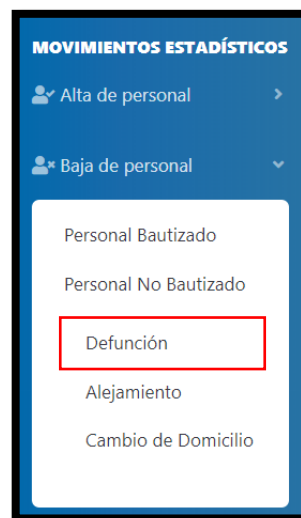 MOVIMIENTOS ESTADÍSTICOS
Alta de personal
Baja de personal
Personal Bautizado
Personal No Bautizado
Defunción
Alejamiento
Cambio de Domicilio